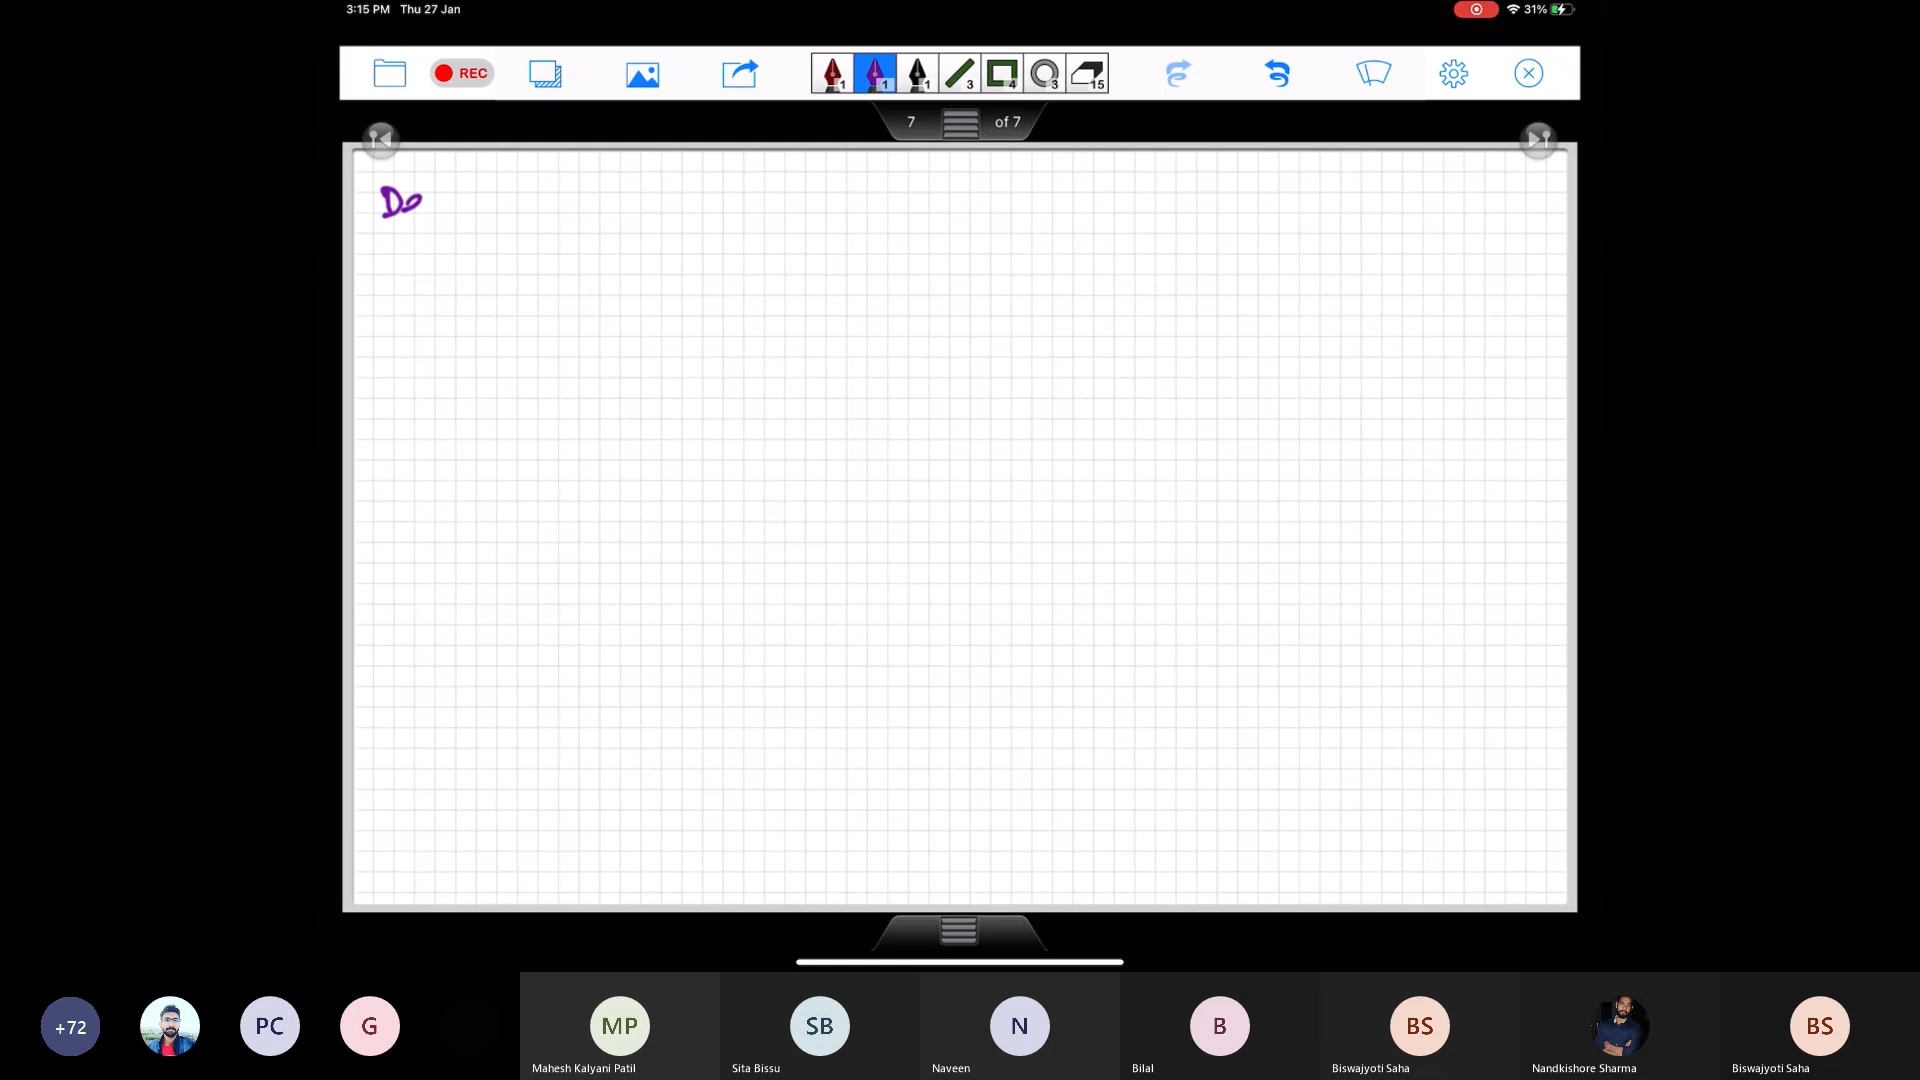 3:15 PM Thu 27 Jan
31%
REC
1 1 1 3 4 3 15
7 of 7
Do
+72 PC G MP SB N B BS BS
Mahesh Kalyani Patil Sita Bissu Naveen Bilal Biswajyoti Saha Nandkishore Sharma Biswajyoti Saha